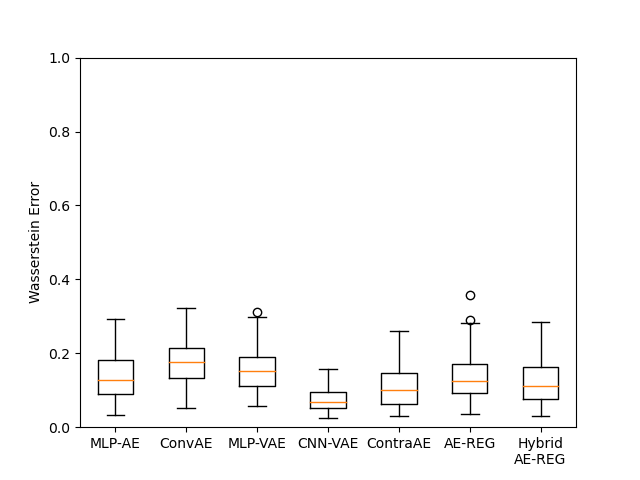 1.0
0.8
0.6
0.4
0.2
0.0
Wasserstein Error
MLP-AE
ConvAE
MLP-VAE
CNN-VAE
ContraAE
AE-REG
Hybrid
AE-REG